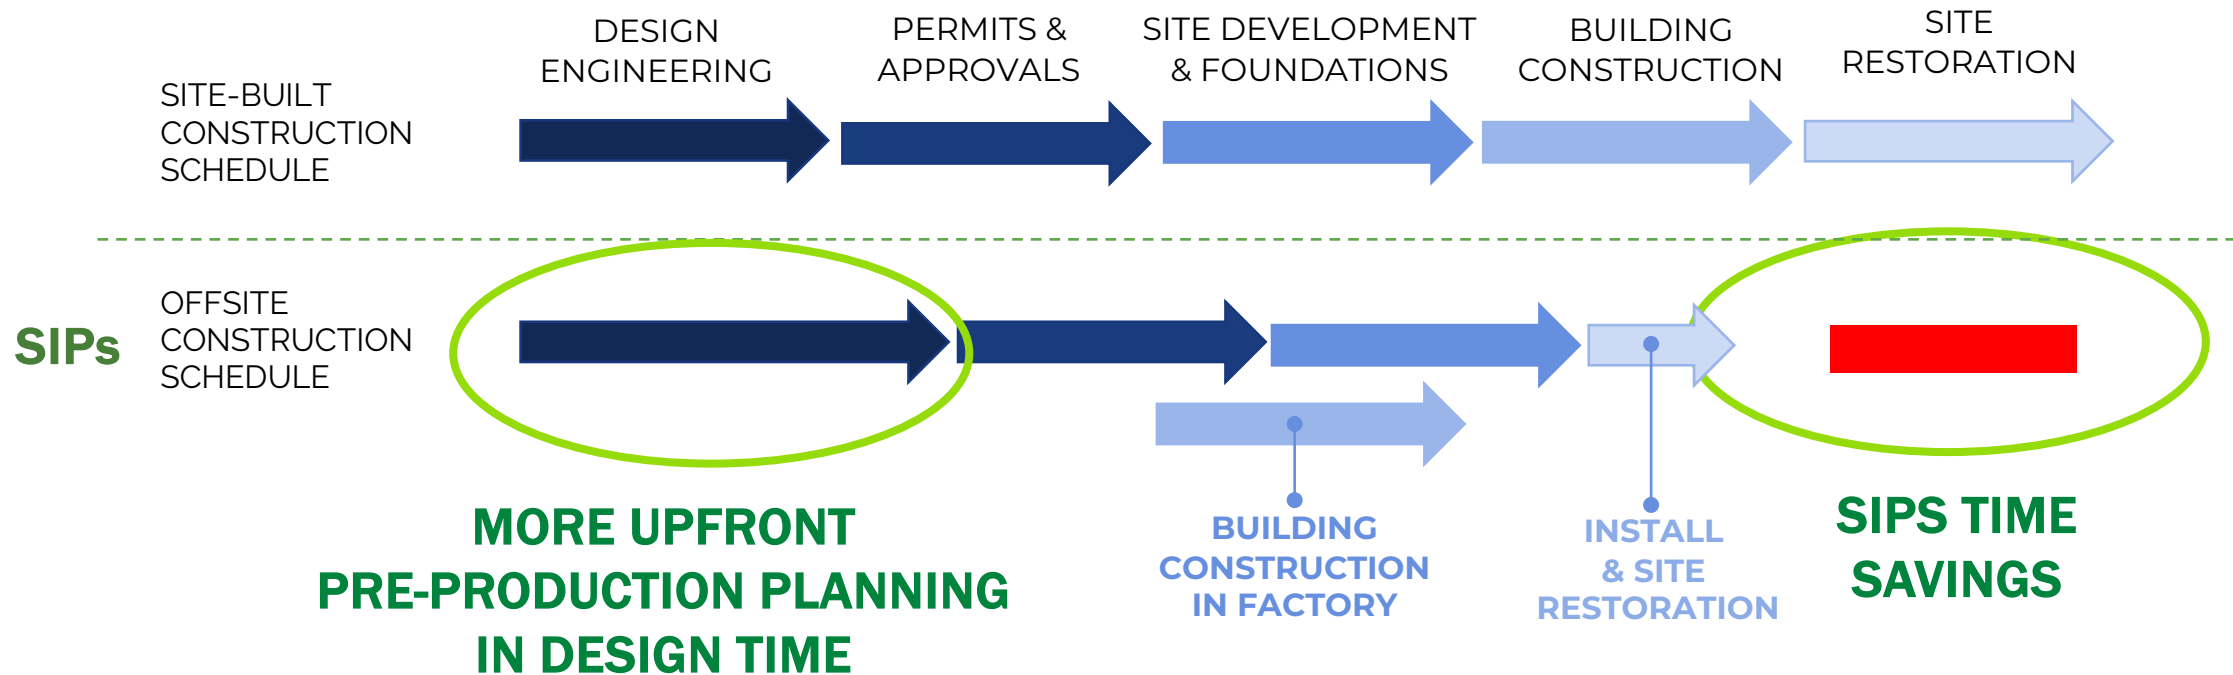 DESIGN
ENGINEERING
PERMITS &
APPROVALS
SITE DEVELOPMENT
& FOUNDATIONS
BUILDING
CONSTRUCTION
SITE
RESTORATION
SITE-BUILT
CONSTRUCTION
SCHEDULE
SIPs
OFFSITE
CONSTRUCTION
SCHEDULE
MORE UPFRONT
PRE-PRODUCTION PLANNING
IN DESIGN TIME
BUILDING
CONSTRUCTION
IN FACTORY
INSTALL
& SITE
RESTORATION
SIPS TIME
SAVINGS